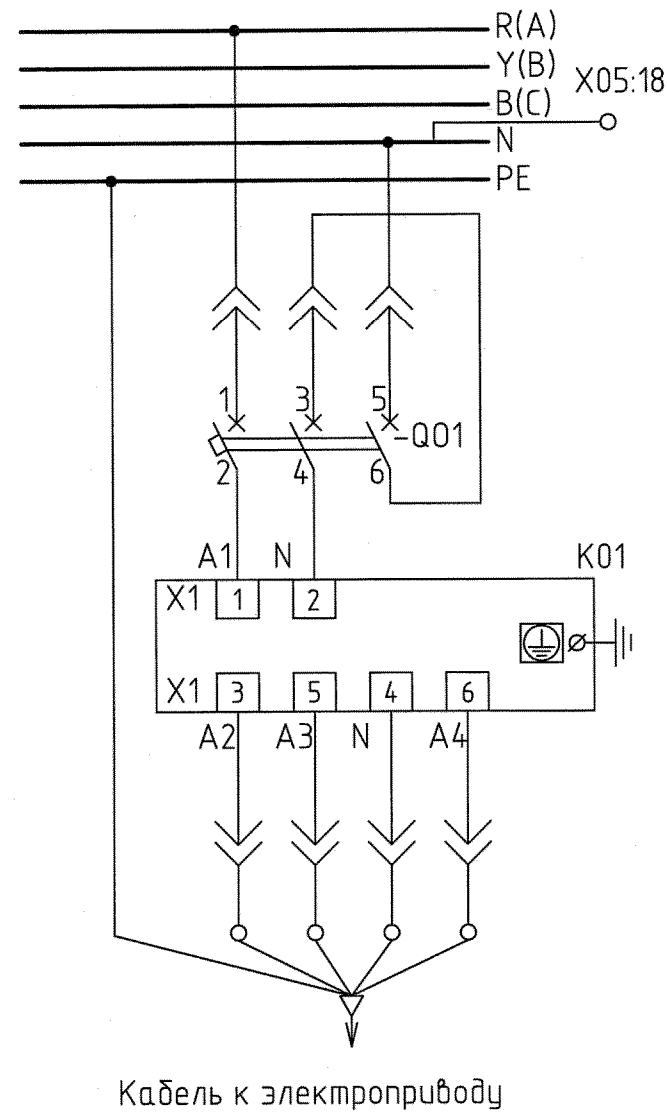 R(A)
Y(B)
X05:18
B(C)
N
PE
1 3 5
-Q01
2 4 6
A1 N K01
X1 1 2
X1 3 5 4 6
A2 A3 N A4
Кабель к электроприводу